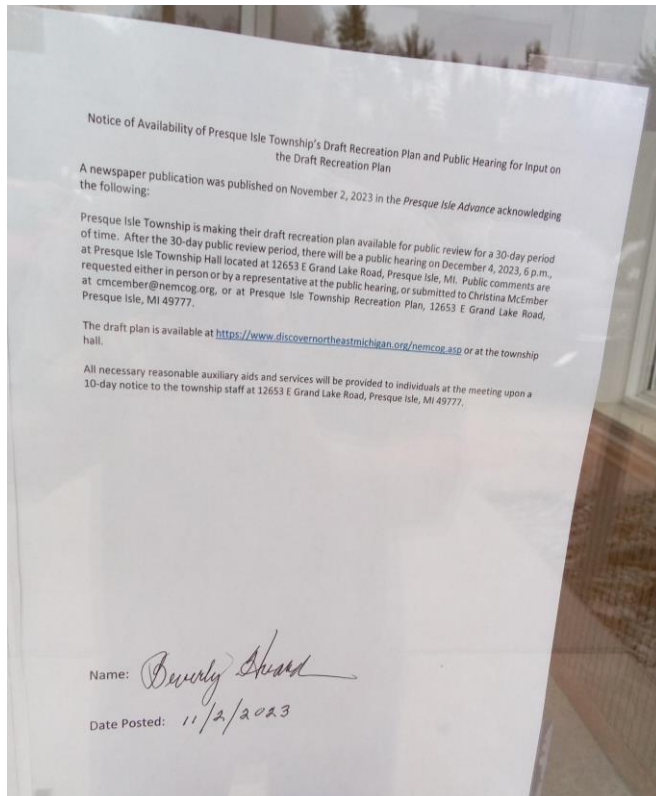 Notice of Availability of Presque Isle Township's Draft Recreation Plan and Public Hearing for Input on
the Draft Recreation Plan
A newspaper publication was published on November 2, 2023 in the Presque Isle Advance acknowledging
the following:
Presque Isle Township is making their draft recreation plan available for public review for a 30-day period
of time. After the 30-day public review period, there will be a public hearing on December 4, 2023, 6 p.m.,
at Presque Isle Township Hall located at 12653 E Grand Lake Road, Presque Isle, MI. Public comments are
requested either in person or by a representative at the public hearing, or submitted to Christina McEmber
at cmcember@nemcog.org, or at Presque Isle Township Recreation Plan, 12653 E Grand Lake Road,
Presque Isle, MI 49777.
The draft plan is available at https://www.discovernortheastmichigan.org/nemcog.asp or at the township
hall.
All necessary reasonable auxiliary aids and services will be provided to individuals at the meeting upon a
10-day notice to the township staff at 12653 E Grand Lake Road, Presque Isle, MI 49777.
Name: Beverly
Date Posted: 11/2/2023